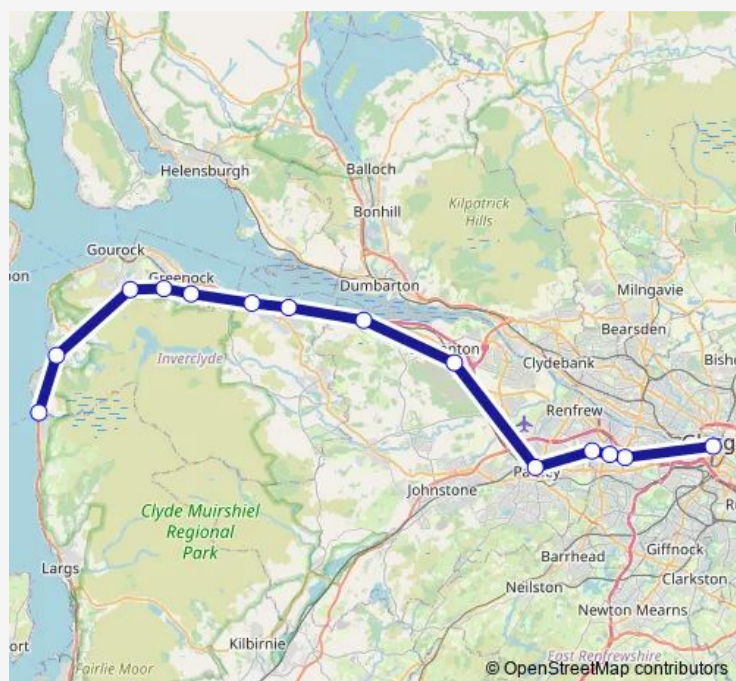 Helensburgh
Balloch
Bonhill
Kilpatrick
Hills
Gourock
Greenock
Dumbarton
Milngavie
Bearsden
Inverclyde
Clydebank
Renfrew
Johnstone
Clyde Muirshiel
Regional
Park
Barrhead
Giffnock
Largs
Neilston
Clarkston
Newton Mearns
Kilbirnie
East Renfrewshire
Fairlie Moor
© OpenStreetMap contributors